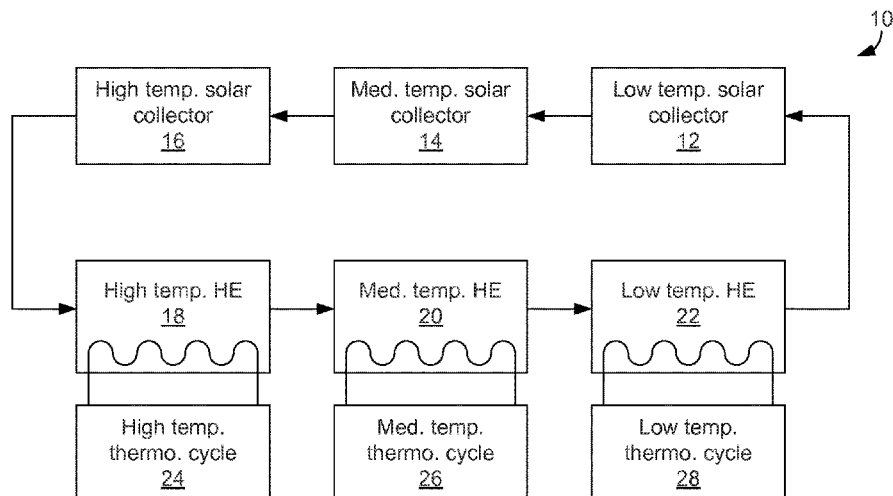 10
High temp. solar
collector
16
Med. temp. solar
collector
14
Low temp. solar
collector
12
High temp. HE
18
Med. temp. HE
20
Low temp. HE
22
High temp.
thermo. cycle
24
Med. temp.
thermo. cycle
26
Low temp.
thermo. cycle
28